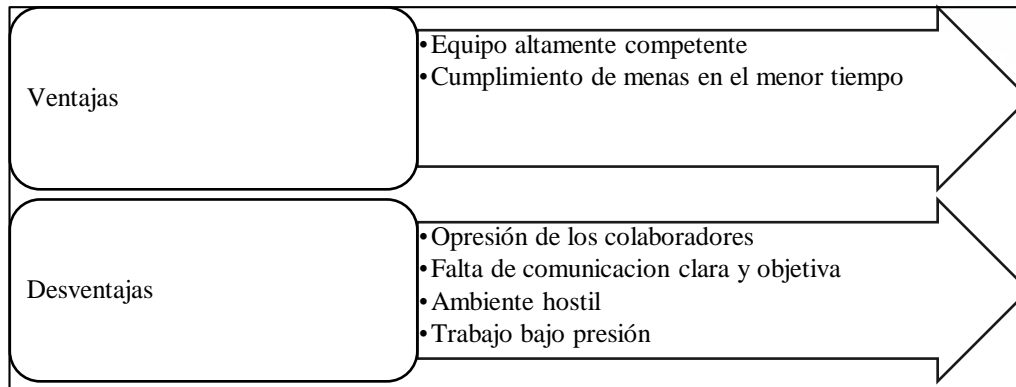 Ventajas
•Equipo altamente competente
•Cumplimiento de menas en el menor tiempo
Desventajas
•Opresión de los colaboradores
•Falta de comunicacion clara y objetiva
•Ambiente hostil
•Trabajo bajo presión